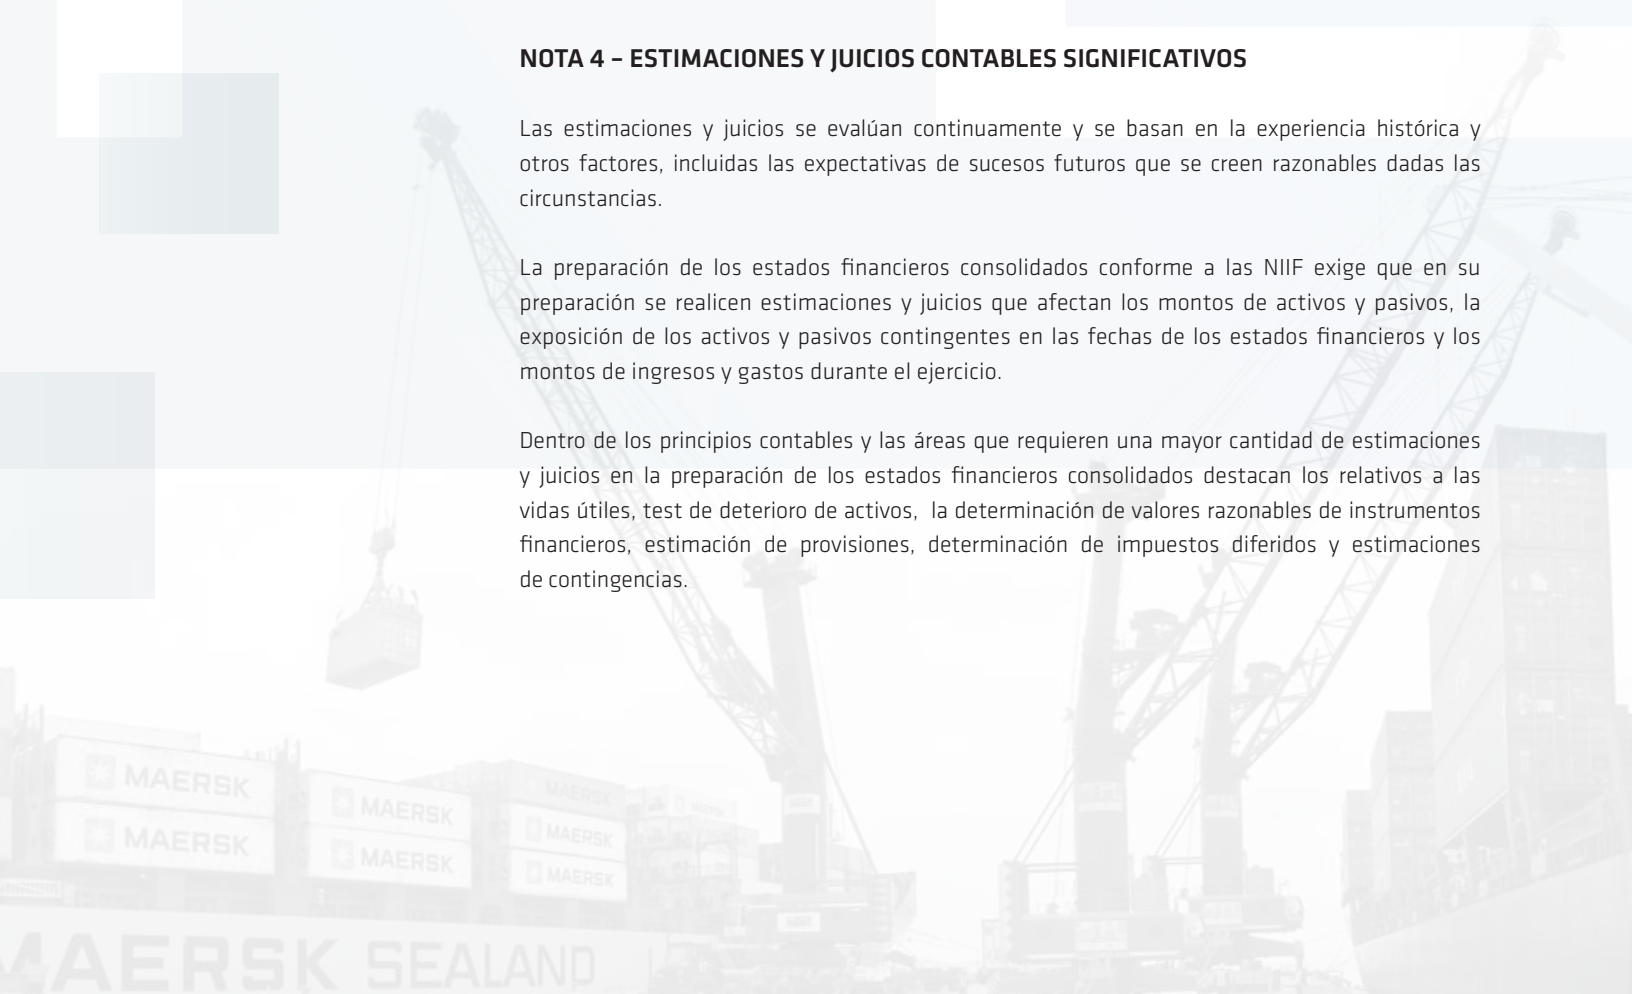 NOTA 4 – ESTIMACIONES Y JUICIOS CONTABLES SIGNIFICATIVOS
Las estimaciones y juicios se evalúan continuamente y se basan en la experiencia histórica y
otros factores, incluidas las expectativas de sucesos futuros que se creen razonables dadas las
circunstancias.
La preparación de los estados financieros consolidados conforme a las NIIF exige que en su
preparación se realicen estimaciones y juicios que afectan los montos de activos y pasivos, la
exposición de los activos y pasivos contingentes en las fechas de los estados financieros y los
montos de ingresos y gastos durante el ejercicio.
Dentro de los principios contables y las áreas que requieren una mayor cantidad de estimaciones
y juicios en la preparación de los estados financieros consolidados destacan los relativos a las
vidas útiles, test de deterioro de activos, la determinación de valores razonables de instrumentos
financieros, estimación de provisiones, determinación de impuestos diferidos y estimaciones
de contingencias.
MAERSK
MAERSK
MAERSK
MAERSK
MAERSK
MAERSK
MAERSK
MAERSK
MAERSK SEALAND